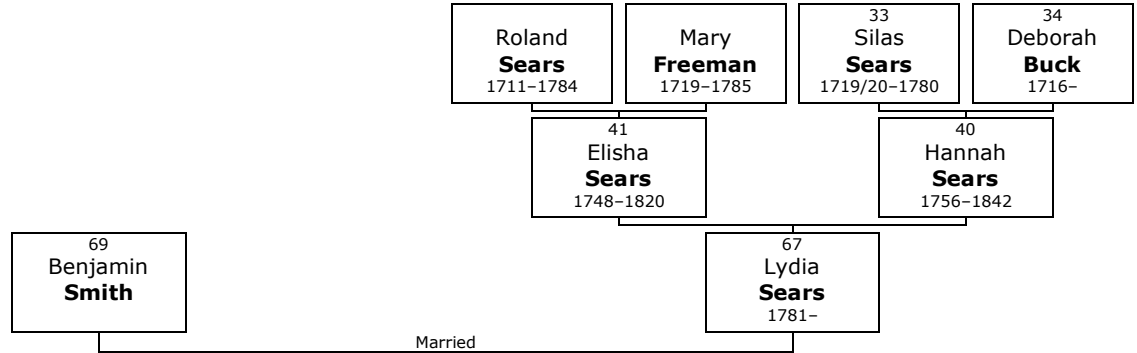 Roland
Sears
1711–1784
Mary
Freeman
1719–1785
33
Silas
Sears
1719/20–1780
34
Deborah
Buck
1716–
41
Elisha
Sears
1748–1820
40
Hannah
Sears
1756–1842
69
Benjamin
Smith
67
Lydia
Sears
1781–
Married